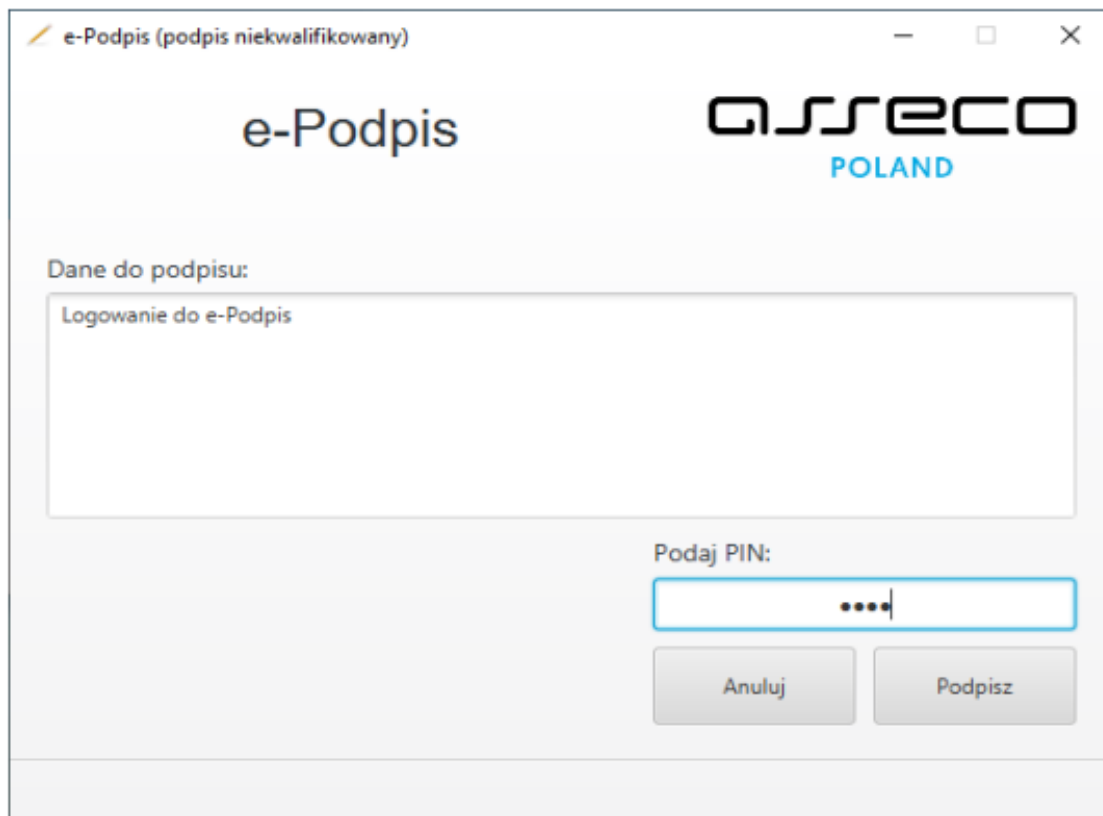 e-Podpis (podpis niekwalifikowany)
e-Podpis
asseco
POLAND
Dane do podpisu:
Logowanie do e-Podpis
Podaj PIN:
••••
Anuluj
Podpisz